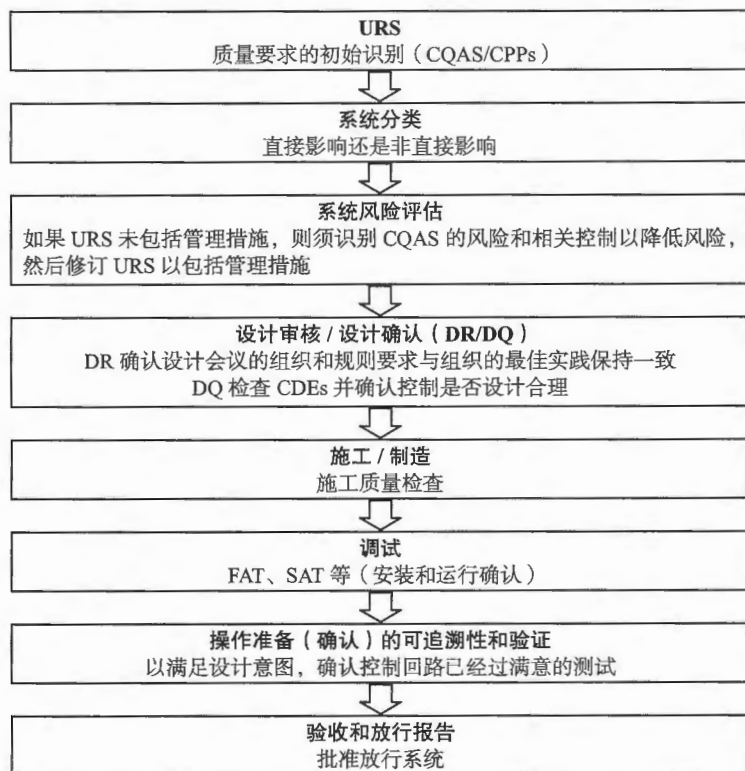 URS
质量要求的初始识别（CQAS/CPPs）
系统分类
直接影响还是非直接影响
系统风险评估
如果 URS 未包括管理措施，则须识别 CQAS 的风险和相关控制以降低风险，
然后修订 URS 以包括管理措施
设计审核 / 设计确认（DR/DQ）
DR 确认设计会议的组织和规则要求与组织的最佳实践保持一致
DQ 检查 CDEs 并确认控制是否设计合理
施工 / 制造
施工质量检查
调试
FAT、SAT 等（安装和运行确认）
操作准备（确认）的可追溯性和验证
以满足设计意图，确认控制回路已经过满意的测试
验收和放行报告
批准放行系统